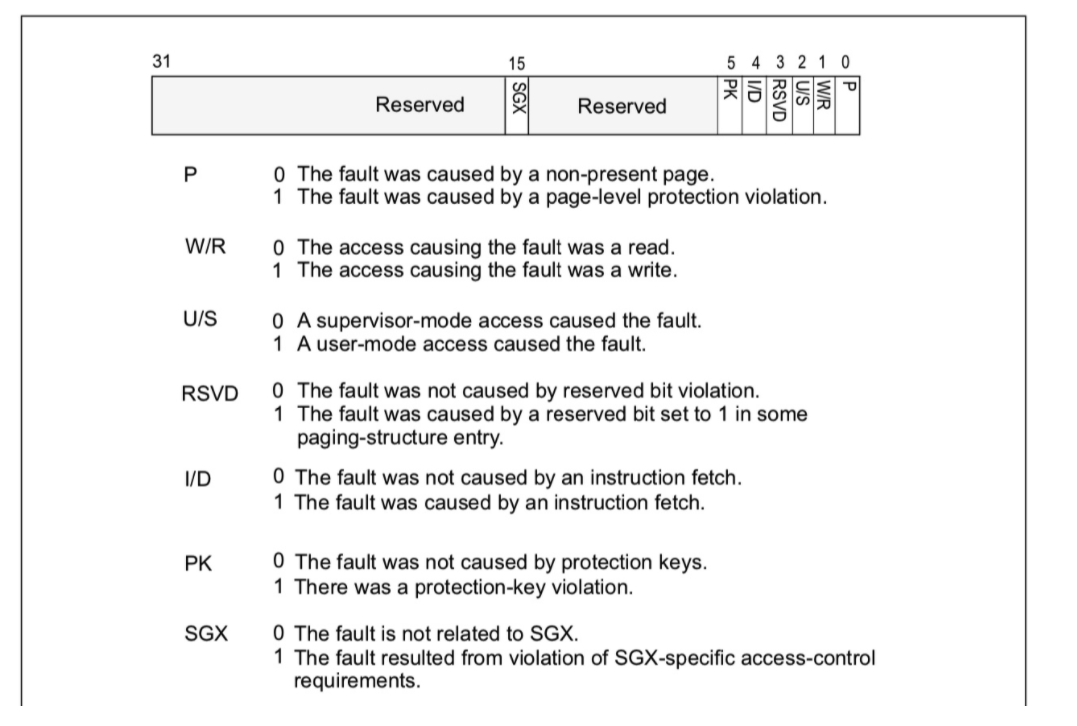 31 15 5 4 3 2 1 0
Reserved SGX Reserved PK I/D RSVD U/S W/R P
P 0 The fault was caused by a non-present page.
1 The fault was caused by a page-level protection violation.
W/R 0 The access causing the fault was a read.
1 The access causing the fault was a write.
U/S 0 A supervisor-mode access caused the fault.
1 A user-mode access caused the fault.
RSVD 0 The fault was not caused by reserved bit violation.
1 The fault was caused by a reserved bit set to 1 in some
paging-structure entry.
I/D 0 The fault was not caused by an instruction fetch.
1 The fault was caused by an instruction fetch.
PK 0 The fault was not caused by protection keys.
1 There was a protection-key violation.
SGX 0 The fault is not related to SGX.
1 The fault resulted from violation of SGX-specific access-control
requirements.